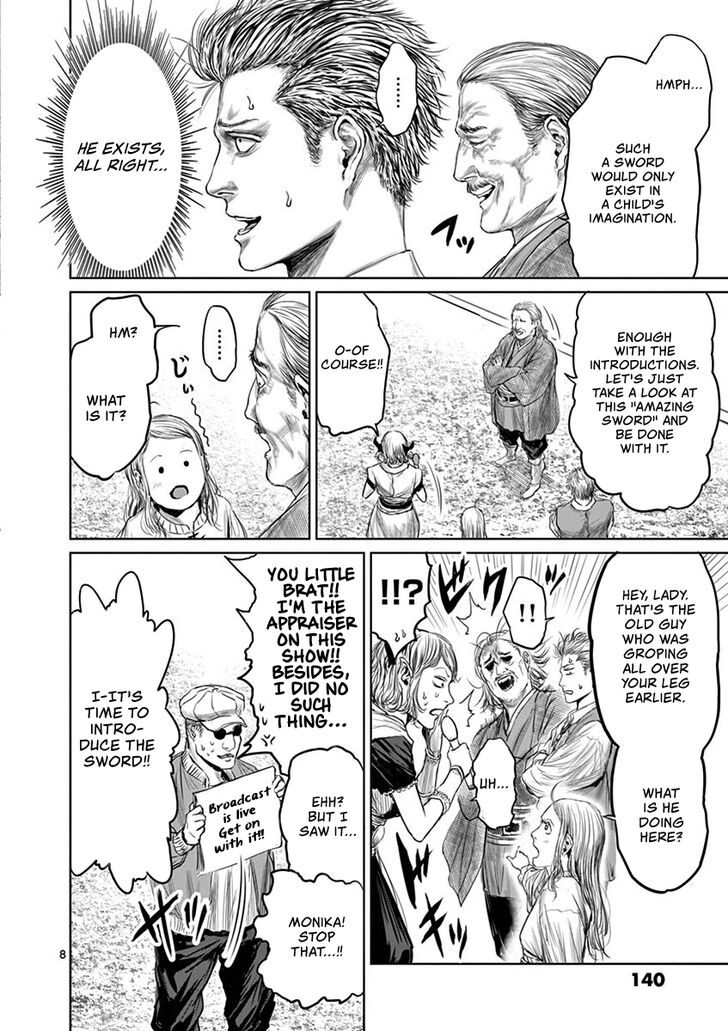 HMPH...
SUCH
A SWORD
WOULD ONLY
EXIST IN
A CHILD'S
IMAGINATION.
フッ
......
HE EXISTS,
ALL RIGHT...
ENOUGH
WITH THE
INTRODUCTIONS.
LET'S JUST
TAKE A LOOK AT
THIS "AMAZING
SWORD" AND
BE DONE
WITH IT.
O-OF
COURSE!!
......
HM?
WHAT
IS IT?
じぃ
HEY, LADY.
THAT'S THE
OLD GUY
WHO WAS
GROPING
ALL OVER
YOUR LEG
EARLIER.
WHAT
IS HE
DOING
HERE?
!!
ビクッ
!!?
UH...
YOU LITTLE
BRAT!!
I'M THE
APPRAISER
ON THIS
SHOW!!
BESIDES,
I DID NO
SUCH
THING...
EHH?
BUT I
SAW IT...
MONIKA!
STOP
THAT...!!
I-IT'S
TIME TO
INTRO-
DUCE THE
SWORD!!
Broadcast
is live
Get on
with it!!
8
140